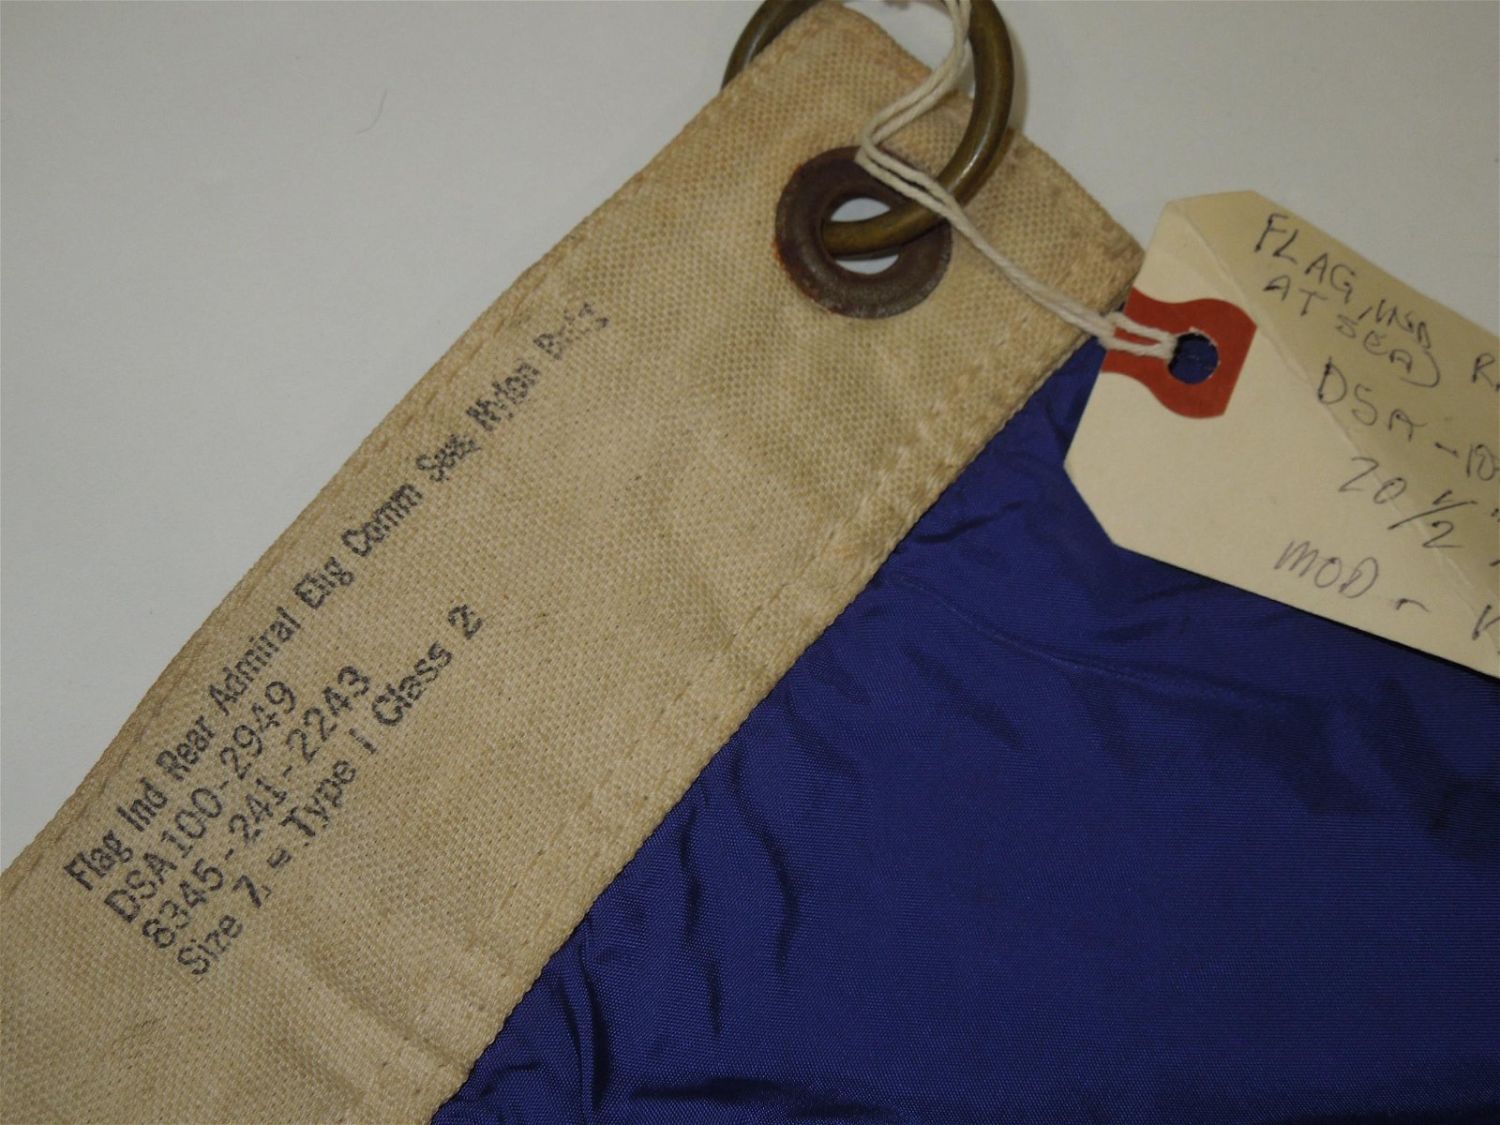 Flag Ind Rear Admiral Elig Comm Sea, Nylon
DSA100-2949
8345-241-2243
Size 7 - Type I Class 2
FLAG,
AT SEA)
DSA-
20 1/2
MOD -